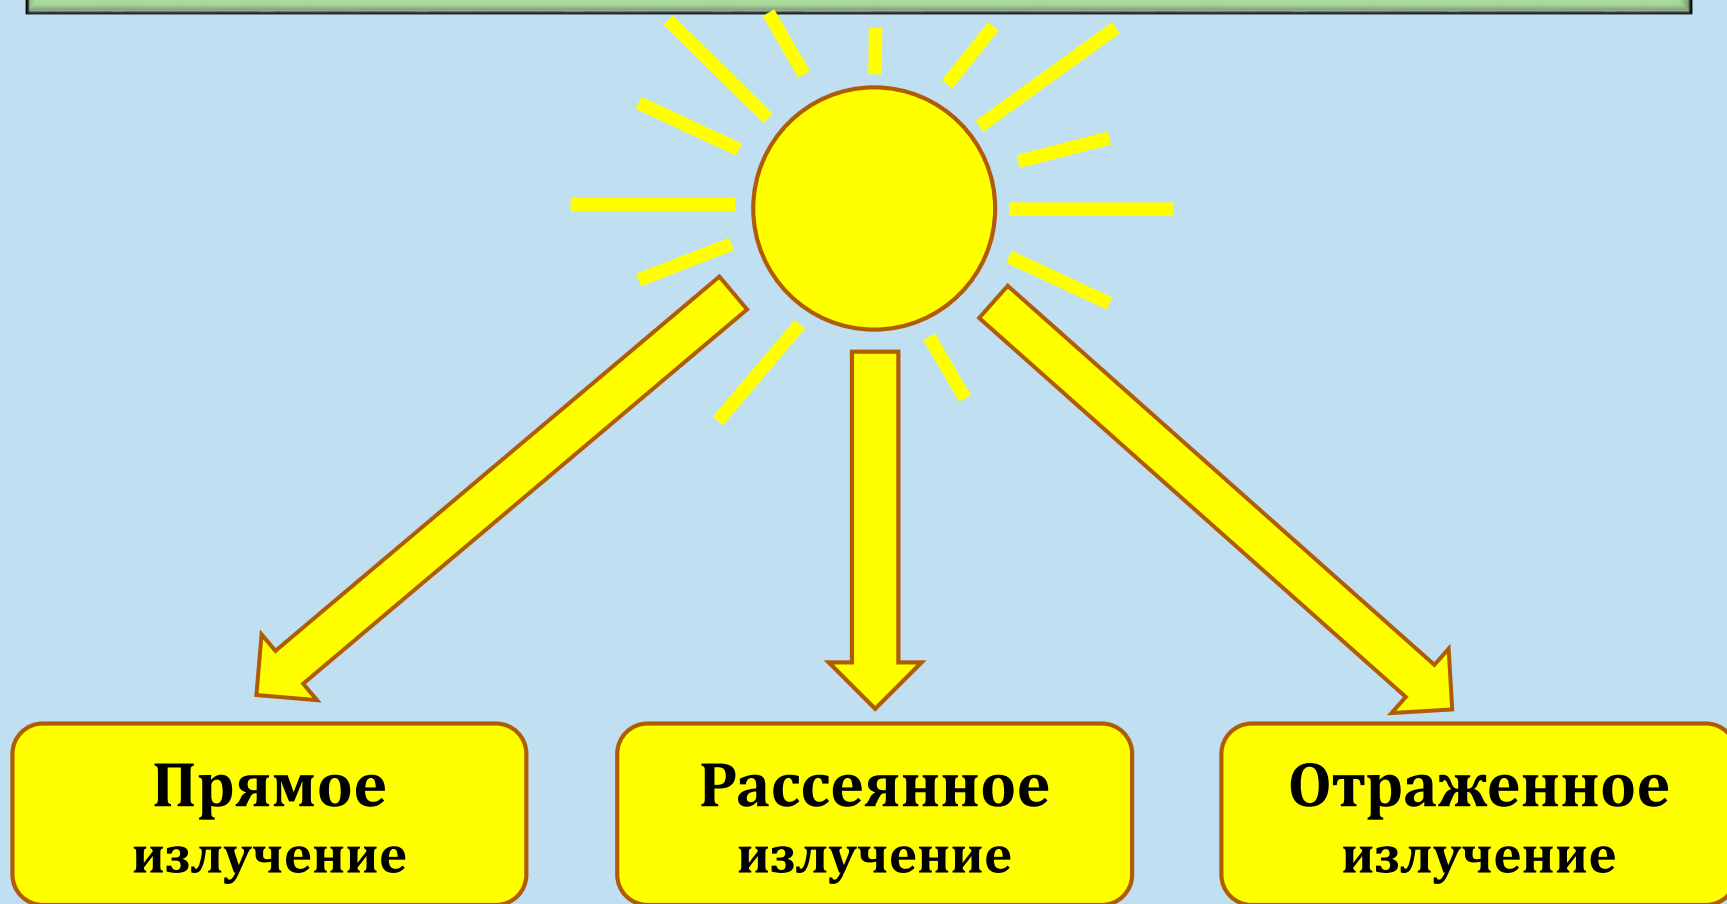 Прямое
излучение
Рассеянное
излучение
Отраженное
излучение